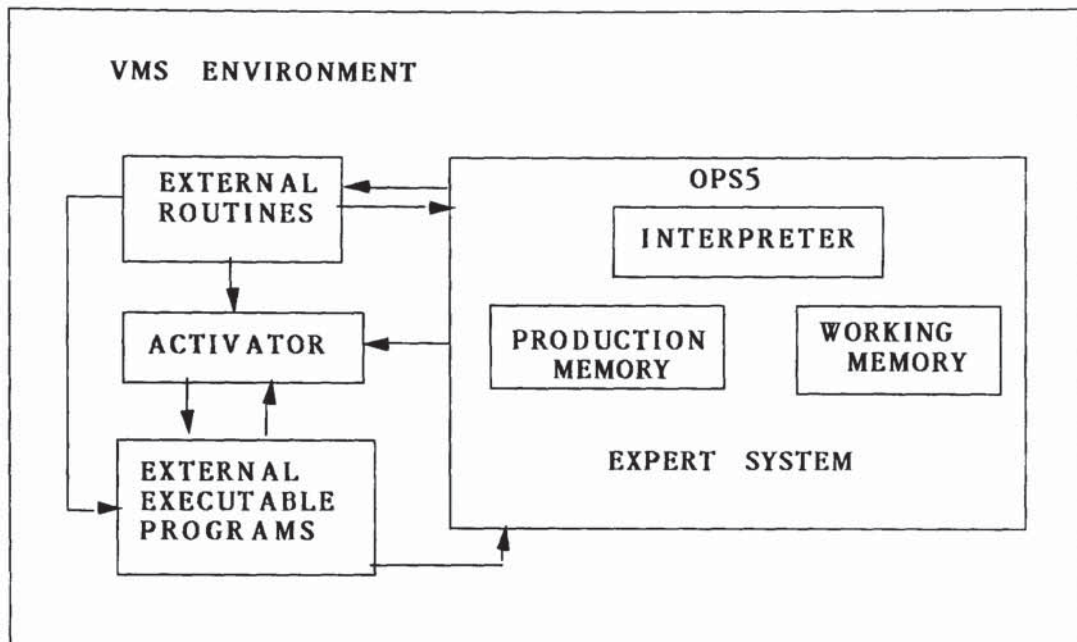 VMS ENVIRONMENT
EXTERNAL
ROUTINES
OPS5
INTERPRETER
ACTIVATOR
PRODUCTION
MEMORY
WORKING
MEMORY
EXTERNAL
EXECUTABLE
PROGRAMS
EXPERT SYSTEM